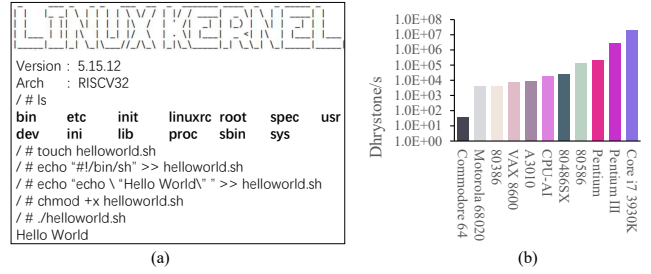 LINUX KERNEL
Version : 5.15.12
Arch : RISCV32
/ # ls
bin etc init linuxrc root spec usr
dev ini lib proc sbin sys
/ # touch helloworld.sh
/ # echo “#!/bin/sh” >> helloworld.sh
/ # echo “echo \ “Hello World\” ” >> helloworld.sh
/ # chmod +x helloworld.sh
/ # ./helloworld.sh
Hello World
(a)
Dhrystone/s
1.0E+08
1.0E+07
1.0E+06
1.0E+05
1.0E+04
1.0E+03
1.0E+02
1.0E+01
1.0E+00
Commodore 64
Motorola 68020
80386
VAX 8600
A3010
CPU-AI
80486SX
80586
Pentium
Pentium III
Core i7 3930K
(b)